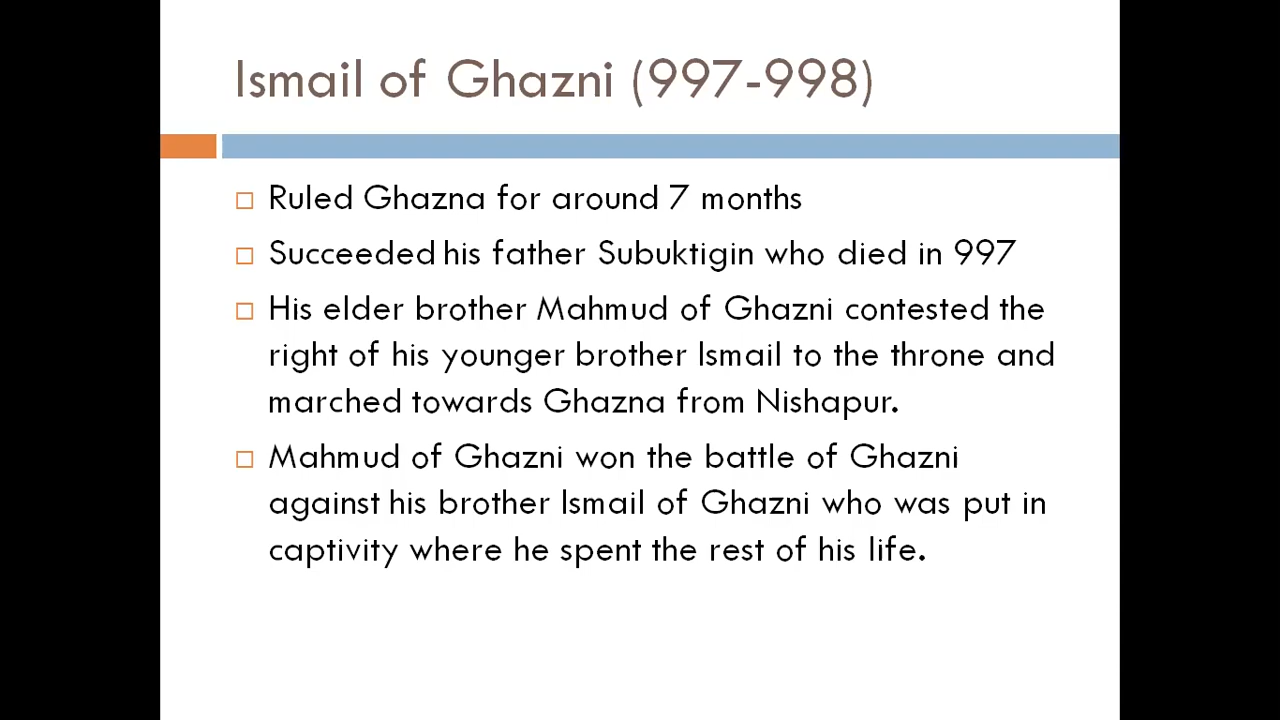 Ismail of Ghazni (997-998)
Ruled Ghazna for around 7 months
Succeeded his father Subuktigin who died in 997
His elder brother Mahmud of Ghazni contested the
right of his younger brother Ismail to the throne and
marched towards Ghazna from Nishapur.
Mahmud of Ghazni won the battle of Ghazni
against his brother Ismail of Ghazni who was put in
captivity where he spent the rest of his life.